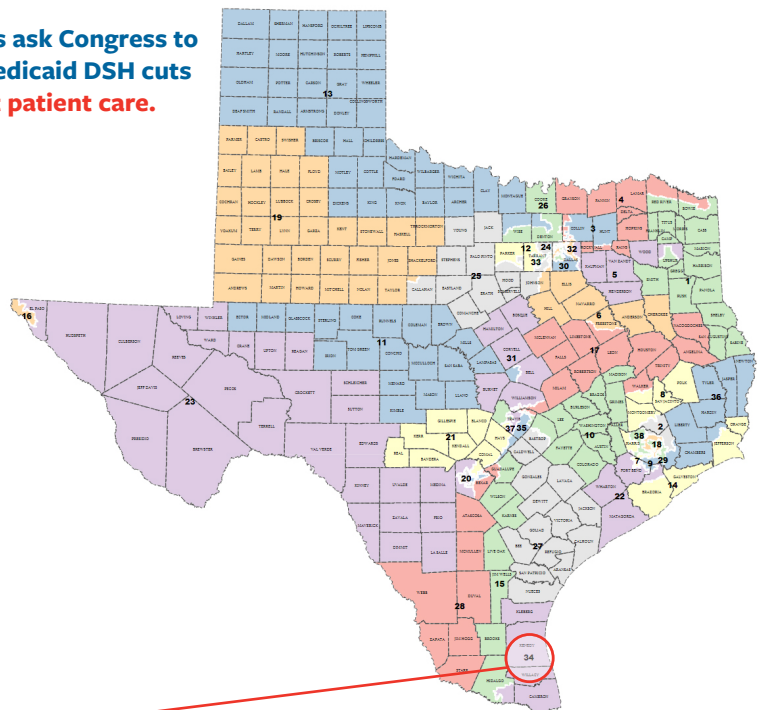 s ask Congress to
edicaid DSH cuts
t patient care.
DALLAM SHERMAN HANSFORD OCHILTREE LIPSCOMB
HARTLEY MOORE HUTCHINSON ROBERTS HEMPHILL
OLDHAM POTTER CARSON GRAY WHEELER
13
COLLINGSWORTH
DEAF SMITH RANDALL ARMSTRONG DONLEY
PARMER CASTRO SWISHER BRISCOE HALL CHILDRESS
HARDEMAN
BAILEY LAMB HALE FLOYD MOTLEY COTTLE WILBARGER WICHITA
FOARD
CLAY MONTAGUE COOKE GRAYSON FANNIN LAMAR RED RIVER BOWIE
26 4
COCHRAN HOCKLEY LUBBOCK CROSBY DICKENS KING KNOX BAYLOR ARCHER
19
DELTA
TITUS
FRANKLIN
CAMP
CASS
MARION
YOAKUM TERRY LYNN GARZA KENT STONEWALL HASKELL THROCKMORTON YOUNG JACK WISE DENTON COLLIN 3 HUNT HOPKINS
ROCKWALL RAINS WOOD UPSHUR HARRISON
12 24 32
PARKER TARRANT DALLAS KAUFMAN VAN ZANDT GREGG 1
33 30 5
SMITH
GAINES DAWSON BORDEN SCURRY FISHER JONES SHACKELFORD STEPHENS PALO PINTO
25
HOOD JOHNSON ELLIS HENDERSON RUSK PANOLA
SOMERVELL
ANDREWS MARTIN HOWARD MITCHELL NOLAN TAYLOR CALLAHAN EASTLAND ERATH
HILL NAVARRO
6
FREESTONE ANDERSON CHEROKEE SHELBY
NACOGDOCHES
SAN AUGUSTINE
SABINE
16
EL PASO
HUDSPETH CULBERSON
LOVING WINKLER ECTOR MIDLAND GLASSCOCK STERLING COKE RUNNELS COLEMAN BROWN
COMANCHE
HAMILTON BOSQUE
MCLENNAN LIMESTONE
17
LEON HOUSTON ANGELINA
REEVES WARD CRANE UPTON REAGAN
IRION TOM GREEN CONCHO
11
MILLS
CORYELL
31
FALLS
TRINITY
MCCULLOCH SAN SABA LAMPASAS BELL ROBERTSON MADISON
JEFF DAVIS PECOS
CROCKETT SCHLEICHER MENARD
MASON LLANO BURNET WILLIAMSON MILAM
WALKER
8
POLK
SAN JACINTO
TYLER JASPER NEWTON
36
23
SUTTON KIMBLE
BRAZOS GRIMES MONTGOMERY
BURLESON
HARDIN
ORANGE
PRESIDIO BREWSTER TERRELL VAL VERDE EDWARDS
GILLESPIE BLANCO
21
KERR KENDALL HAYS
TRAVIS
37 35
BASTROP
LEE WASHINGTON
10
AUSTIN
2
LIBERTY
JEFFERSON
38
HARRIS 18
REAL BANDERA COMAL CALDWELL FAYETTE
7 9 29
CHAMBERS
COLORADO FORT BEND
GUADALUPE
KINNEY UVALDE MEDINA 20
BEXAR
GONZALES LAVACA WHARTON
22
BRAZORIA
14
GALVESTON
WILSON DEWITT JACKSON MATAGORDA
MAVERICK ZAVALA FRIO ATASCOSA KARNES
VICTORIA
GOLIAD
DIMMIT LA SALLE MCMULLEN LIVE OAK BEE 27 REFUGIO CALHOUN
ARANSAS
SAN PATRICIO
JIM WELLS
15
WEBB DUVAL NUECES
28
KLEBERG
ZAPATA JIM HOGG BROOKS KENEDY
34
STARR HIDALGO WILLACY
CAMERON